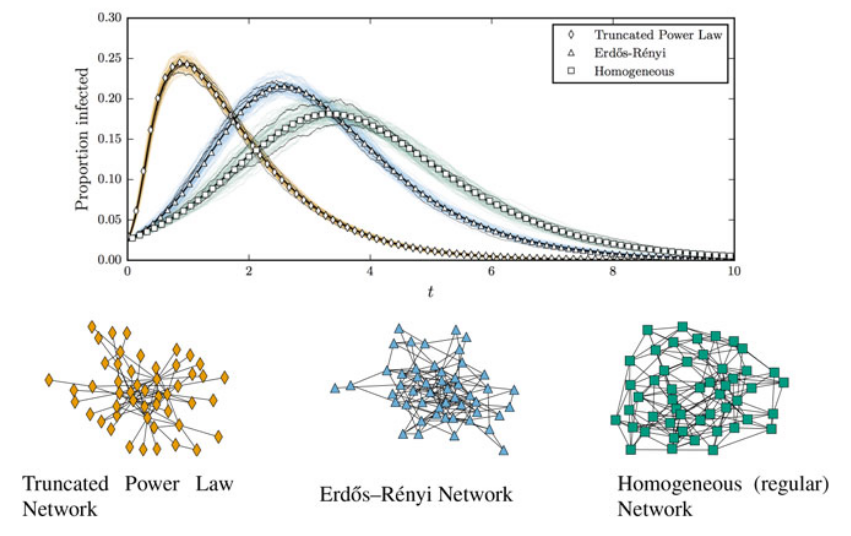 0.30
0.25
0.20
0.15
0.10
0.05
0.00
Proportion infected
Truncated Power Law
Erdős-Rényi
Homogeneous
0 2 4 6 8 10
t
Truncated Power Law
Network
Erdős–Rényi Network
Homogeneous (regular)
Network